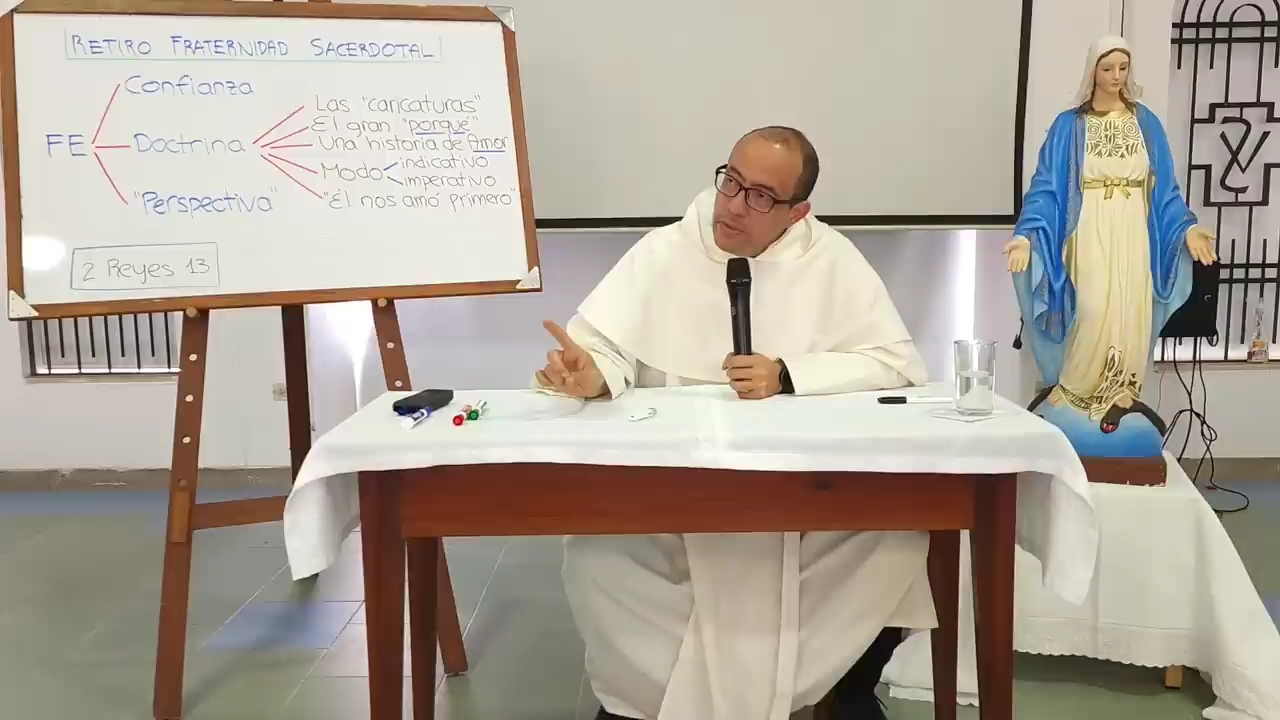 RETIRO FRATERNIDAD SACERDOTAL
FE
Confianza
Doctrina
"Perspectiva"
Las "caricaturas"
El gran "porqué"
Una historia de Amor
Modo
indicativo
imperativo
"Él nos amó primero"
2 Reyes 13